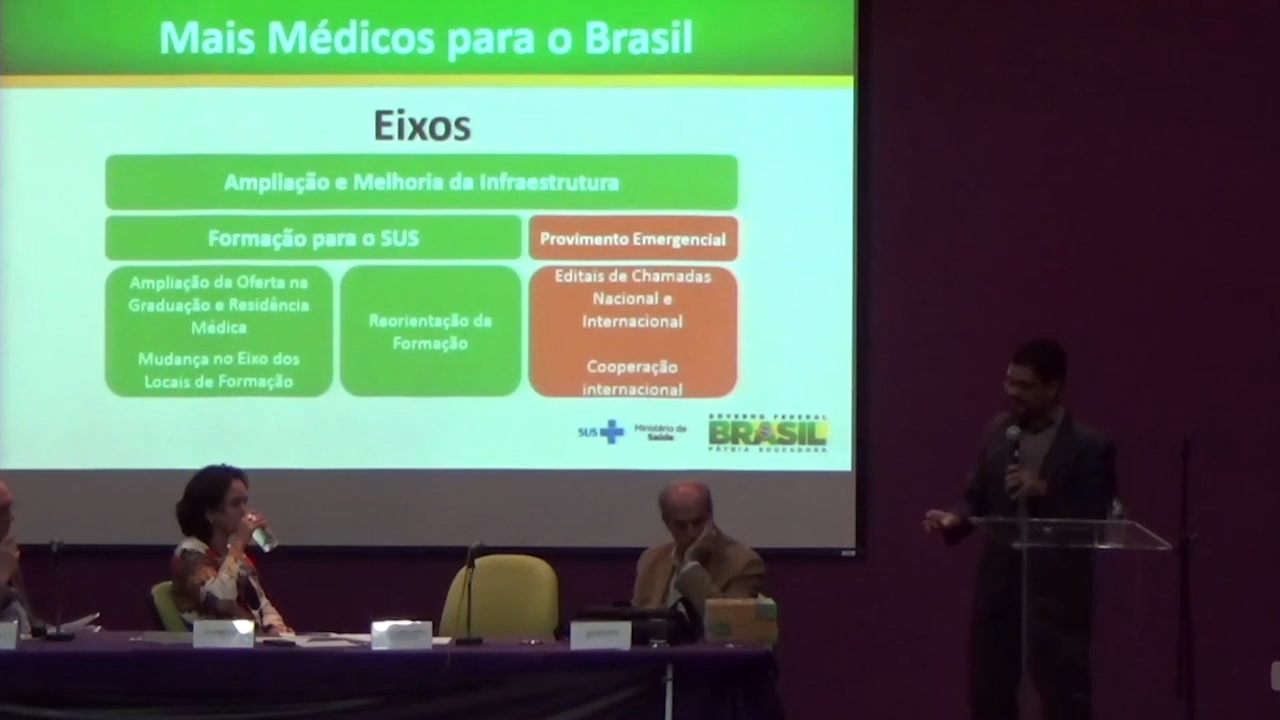 Mais Médicos para o Brasil
Eixos
Ampliação e Melhoria da Infraestrutura
Formação para o SUS
Provimento Emergencial
Ampliação da Oferta na
Graduação e Residência
Médica
Mudança no Eixo dos
Locais de Formação
Reorientação da
Formação
Editais de Chamadas
Nacional e
Internacional
Cooperação
internacional
SUS
Ministério da
Saúde
GOVERNO FEDERAL
BRASIL
PÁTRIA EDUCADORA